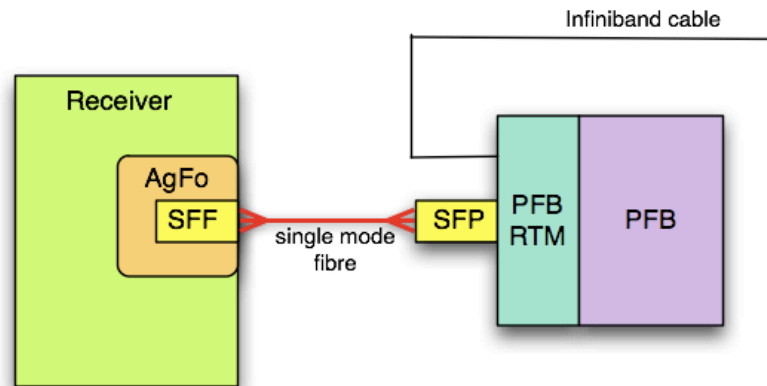 Infiniband cable
Receiver
AgFo
SFF
single mode
fibre
SFP
PFB
RTM
PFB